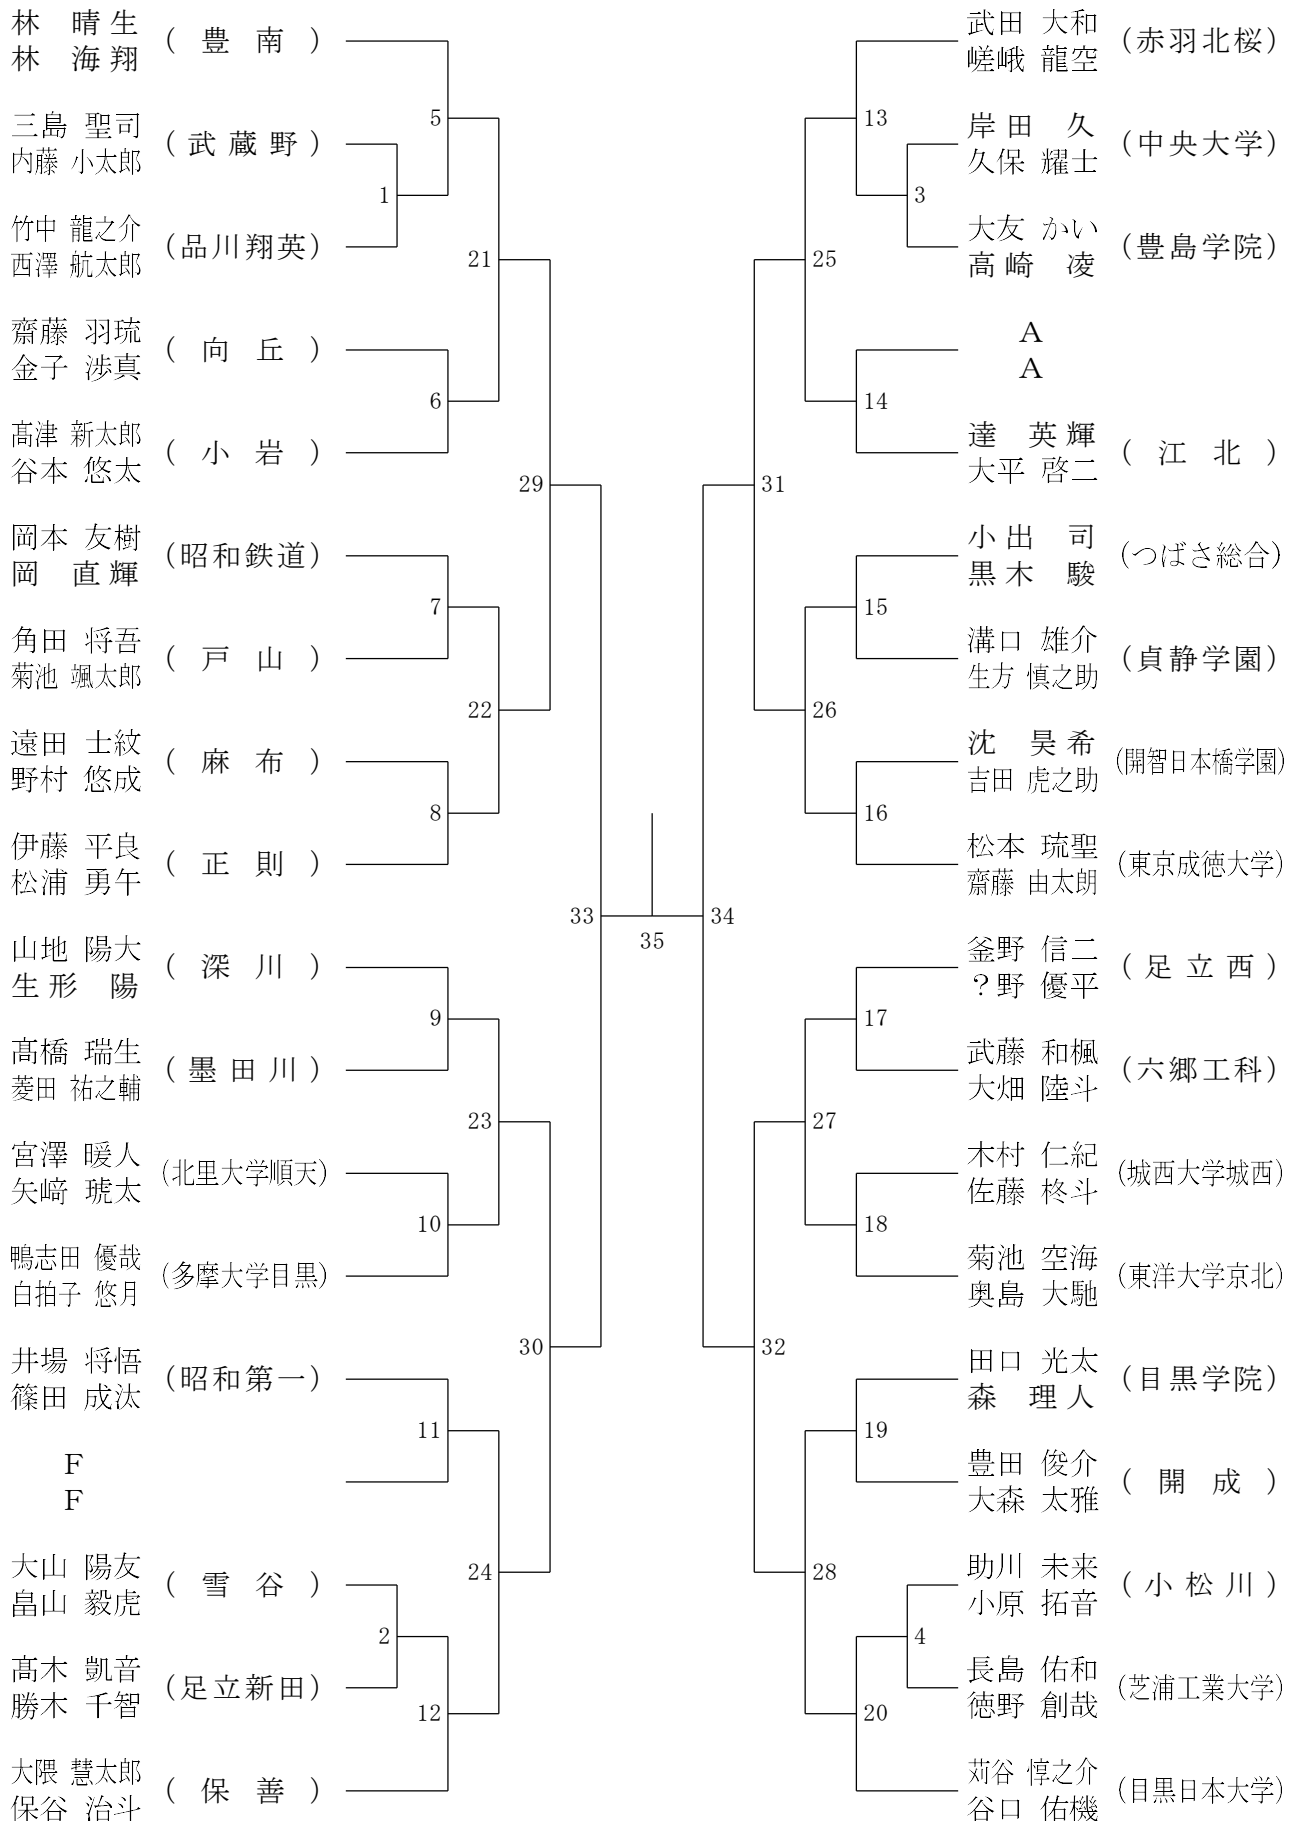 林 晴生
林 海翔
(豊南)
三島 聖司
内藤 小太郎
(武蔵野)
竹中 龍之介
西澤 航太郎
(品川翔英)
齋藤 羽琉
金子 渉真
(向丘)
髙津 新太郎
谷本 悠太
(小岩)
岡本 友樹
岡 直輝
(昭和鉄道)
角田 将吾
菊池 颯太郎
(戸山)
遠田 士紋
野村 悠成
(麻布)
伊藤 平良
松浦 勇午
(正則)
山地 陽大
生形 陽
(深川)
髙橋 瑞生
菱田 祐之輔
(墨田川)
宮澤 暖人
矢﨑 琥太
(北里大学順天)
鴨志田 優哉
白拍子 悠月
(多摩大学目黒)
井場 将悟
篠田 成汰
(昭和第一)
F
F
大山 陽友
畠山 毅虎
(雪谷)
髙木 凱音
勝木 千智
(足立新田)
大隈 慧太郎
保谷 治斗
(保善)
5
1
21
6
29
7
22
8
33
9
23
10
30
11
24
2
12
35
13
3
25
14
31
15
26
16
34
17
27
18
32
19
28
4
20
武田 大和
嵯峨 龍空
(赤羽北桜)
岸田 久
久保 耀士
(中央大学)
大友 かい
高崎 凌
(豊島学院)
A
A
達 英輝
大平 啓二
(江北)
小出 司
黒木 駿
(つばさ総合)
溝口 雄介
生方 慎之助
(貞静学園)
沈 昊希
吉田 虎之助
(開智日本橋学園)
松本 琉聖
齋藤 由太朗
(東京成徳大学)
釜野 信二
?野 優平
(足立西)
武藤 和楓
大畑 陸斗
(六郷工科)
木村 仁紀
佐藤 柊斗
(城西大学城西)
菊池 空海
奥島 大馳
(東洋大学京北)
田口 光太
森 理人
(目黒学院)
豊田 俊介
大森 太雅
(開成)
助川 未来
小原 拓音
(小松川)
長島 佑和
徳野 創哉
(芝浦工業大学)
苅谷 惇之介
谷口 佑機
(目黒日本大学)